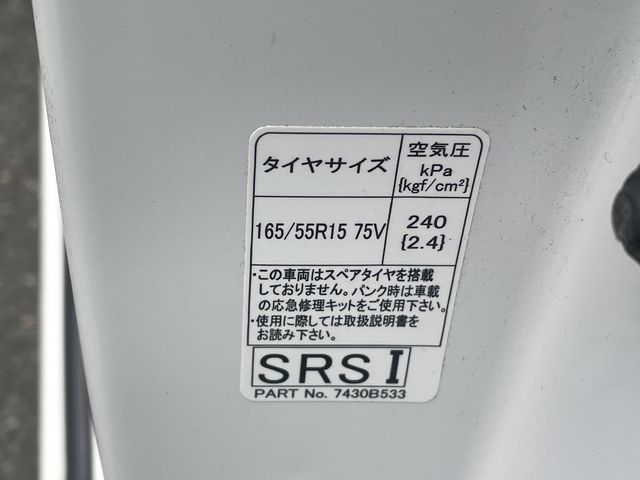 タイヤサイズ
空気圧
kPa
{kgf/cm²}
165/55R15 75V
240
{2.4}
・この車両はスペアタイヤを搭載
しておりません。パンク時は車載
の応急修理キットをご使用下さい。
・使用に際しては取扱説明書を
お読み下さい。
SRS I
PART No. 7430B533